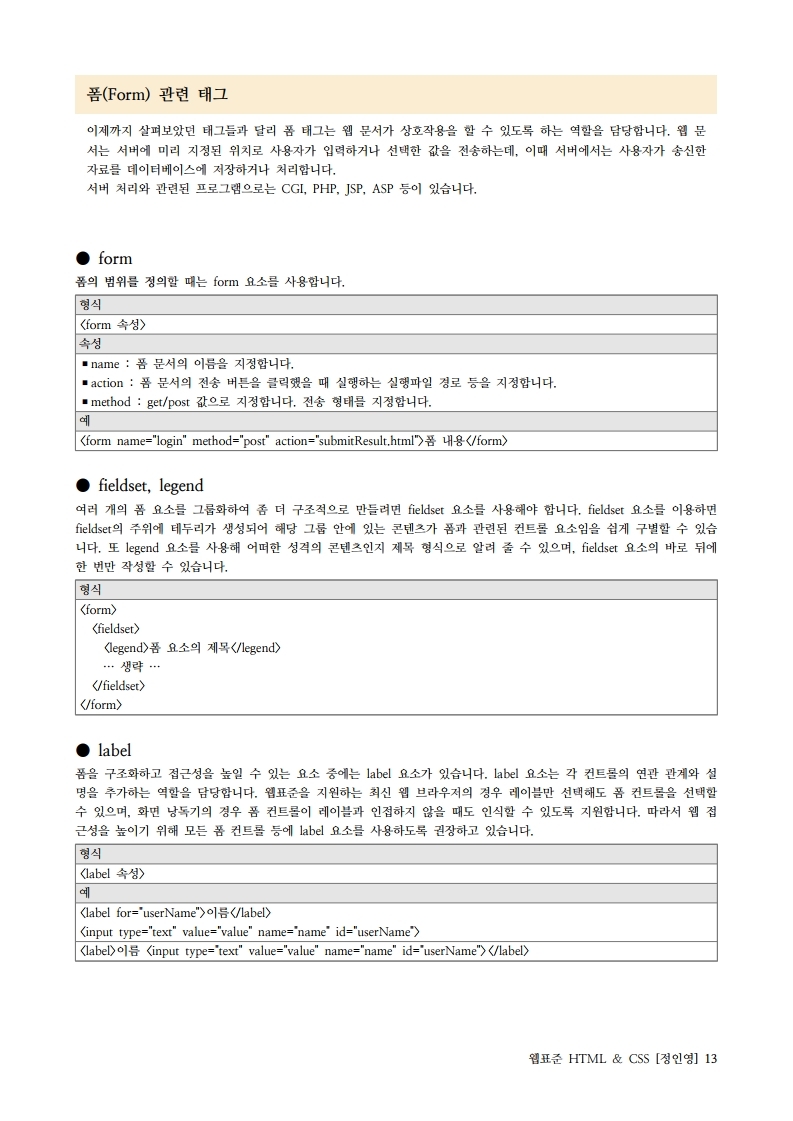 폼(Form) 관련 태그
이제까지 살펴보았던 태그들과 달리 폼 태그는 웹 문서가 상호작용을 할 수 있도록 하는 역할을 담당합니다. 웹 문
서는 서버에 미리 지정된 위치로 사용자가 입력하거나 선택한 값을 전송하는데, 이때 서버에서는 사용자가 송신한
자료를 데이터베이스에 저장하거나 처리합니다.
서버 처리와 관련된 프로그램으로는 CGI, PHP, JSP, ASP 등이 있습니다.
● form
폼의 범위를 정의할 때는 form 요소를 사용합니다.
형식
<form 속성>
속성
■ name : 폼 문서의 이름을 지정합니다.
■ action : 폼 문서의 전송 버튼을 클릭했을 때 실행하는 실행파일 경로 등을 지정합니다.
■ method : get/post 값으로 지정합니다. 전송 형태를 지정합니다.
예
<form name="login" method="post" action="submitResult.html">폼 내용</form>
● fieldset, legend
여러 개의 폼 요소를 그룹화하여 좀 더 구조적으로 만들려면 fieldset 요소를 사용해야 합니다. fieldset 요소를 이용하면
fieldset의 주위에 테두리가 생성되어 해당 그룹 안에 있는 콘텐츠가 폼과 관련된 컨트롤 요소임을 쉽게 구별할 수 있습
니다. 또 legend 요소를 사용해 어떠한 성격의 콘텐츠인지 제목 형식으로 알려 줄 수 있으며, fieldset 요소의 바로 뒤에
한 번만 작성할 수 있습니다.
형식
<form>
<fieldset>
<legend>폼 요소의 제목</legend>
… 생략 …
</fieldset>
</form>
● label
폼을 구조화하고 접근성을 높일 수 있는 요소 중에는 label 요소가 있습니다. label 요소는 각 컨트롤의 연관 관계와 설
명을 추가하는 역할을 담당합니다. 웹표준을 지원하는 최신 웹 브라우저의 경우 레이블만 선택해도 폼 컨트롤을 선택할
수 있으며, 화면 낭독기의 경우 폼 컨트롤이 레이블과 인접하지 않을 때도 인식할 수 있도록 지원합니다. 따라서 웹 접
근성을 높이기 위해 모든 폼 컨트롤 등에 label 요소를 사용하도록 권장하고 있습니다.
형식
<label 속성>
예
<label for="userName">이름</label>
<input type="text" value="value" name="name" id="userName">
<label>이름 <input type="text" value="value" name="name" id="userName"></label>
웹표준 HTML & CSS [정인영] 13